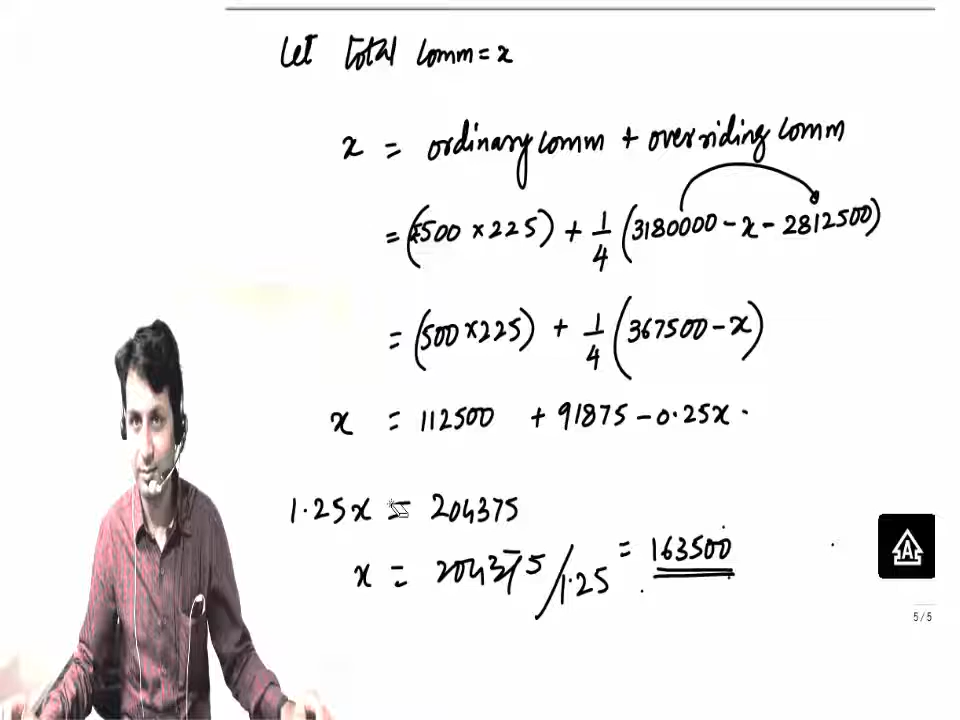 Let total comm = x
x = ordinary comm + overriding comm
= (500 × 225) + 1/4 (3180000 - x - 2812500)
= (500 × 225) + 1/4 (367500 - x)
x = 112500 + 91875 - 0.25x
1.25x = 204375
x = 204375/1.25 = 163500
A
5/5